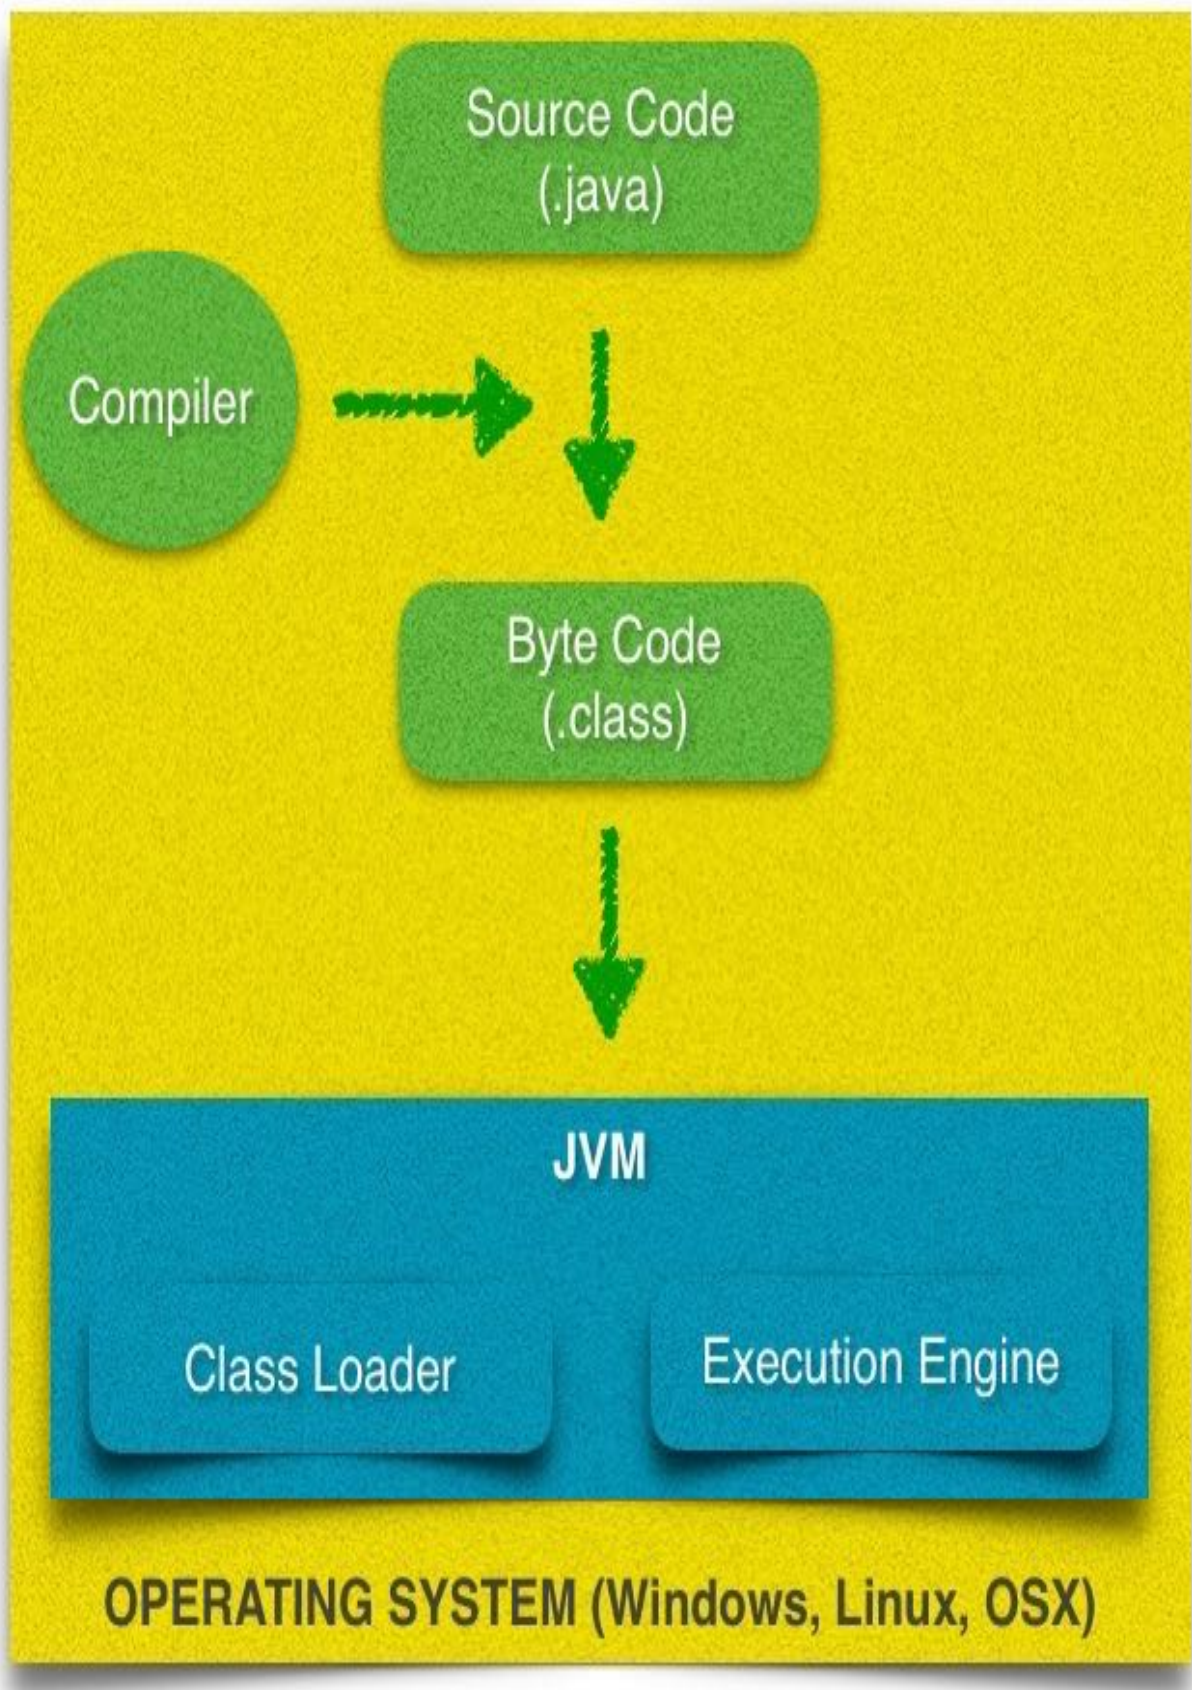 Source Code
(.java)
Compiler
Byte Code
(.class)
JVM
Class Loader
Execution Engine
OPERATING SYSTEM (Windows, Linux, OSX)